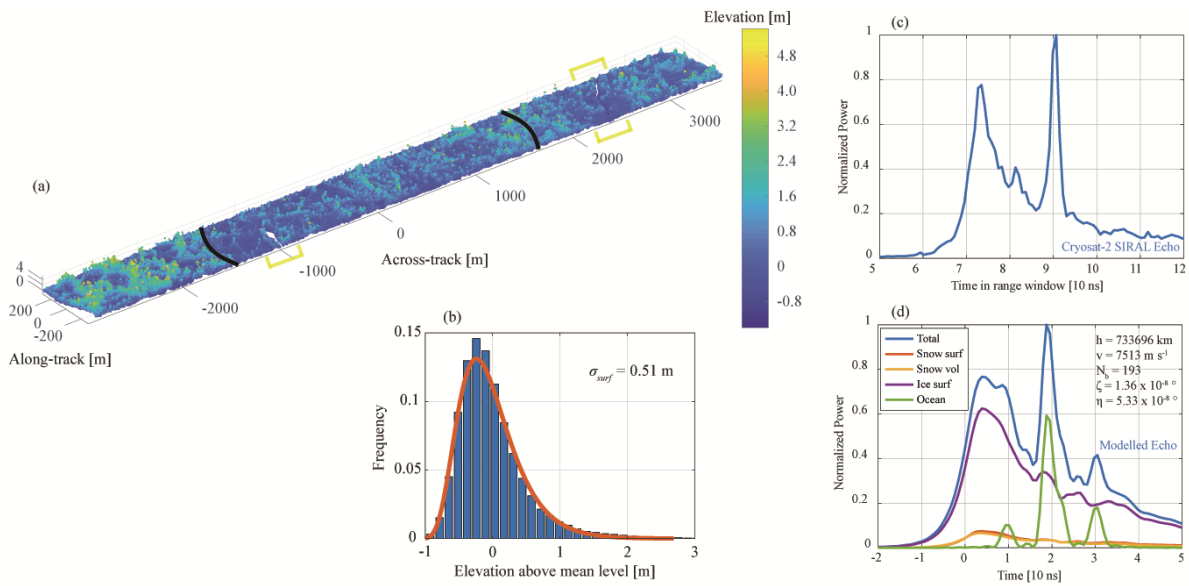 (a)
Elevation [m]
4.8
4.0
3.2
2.4
1.6
0.8
0.0
-0.8
3000
2000
1000
0
-1000
-2000
Across-track [m]
4
0
200
0
-200
Along-track [m]
(b)
0.15
0.1
0.05
0
Frequency
σsurf = 0.51 m
-1 0 1 2 3
Elevation above mean level [m]
(c)
1
0.8
0.6
0.4
0.2
0
Normalized Power
Cryosat-2 SIRAL Echo
5 6 7 8 9 10 11 12
Time in range window [10 ns]
(d)
1
0.8
0.6
0.4
0.2
0
Normalized Power
Total
Snow surf
Snow vol
Ice surf
Ocean
h = 733696 km
v = 7513 m s-1
Nb = 193
ζ = 1.36 x 10-8 °
η = 5.33 x 10-8 °
Modelled Echo
-2 -1 0 1 2 3 4 5
Time [10 ns]